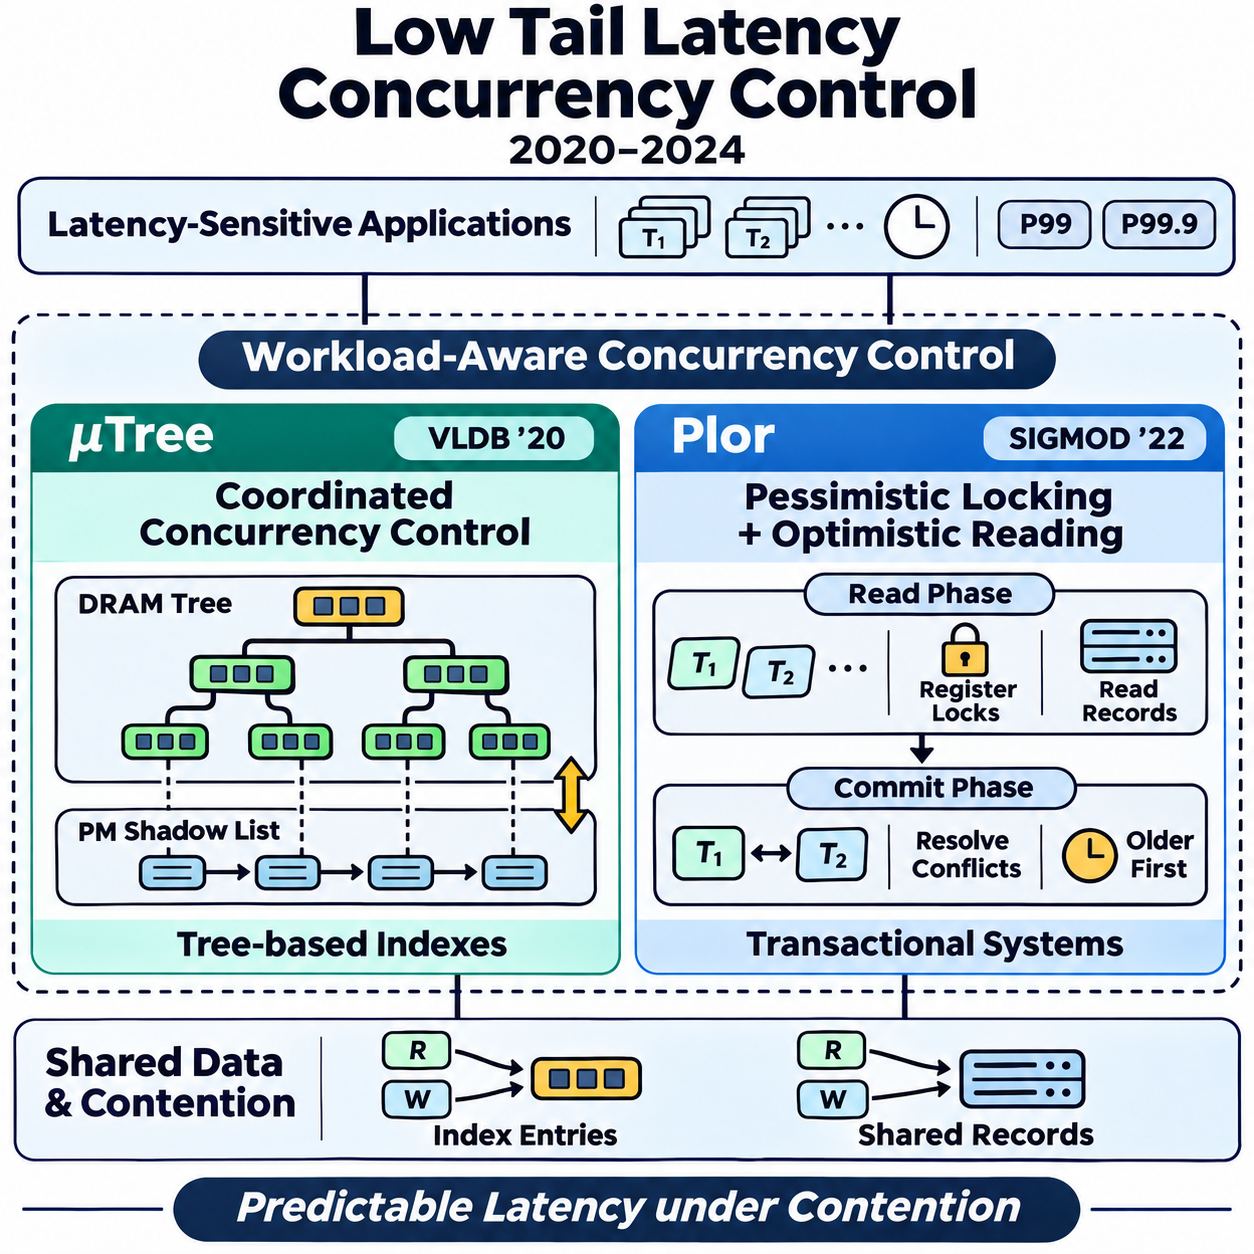 Low Tail Latency
Concurrency Control
2020–2024
Latency-Sensitive Applications
T₁
T₂
...
P99
P99.9
Workload-Aware Concurrency Control
μTree
VLDB ’20
Coordinated
Concurrency Control
DRAM Tree
PM Shadow List
Tree-based Indexes
Plor
SIGMOD ’22
Pessimistic Locking
+ Optimistic Reading
Read Phase
T₁
T₂
...
Register
Locks
Read
Records
Commit Phase
T₁
T₂
Resolve
Conflicts
Older
First
Transactional Systems
Shared Data
& Contention
R
W
Index Entries
R
W
Shared Records
Predictable Latency under Contention